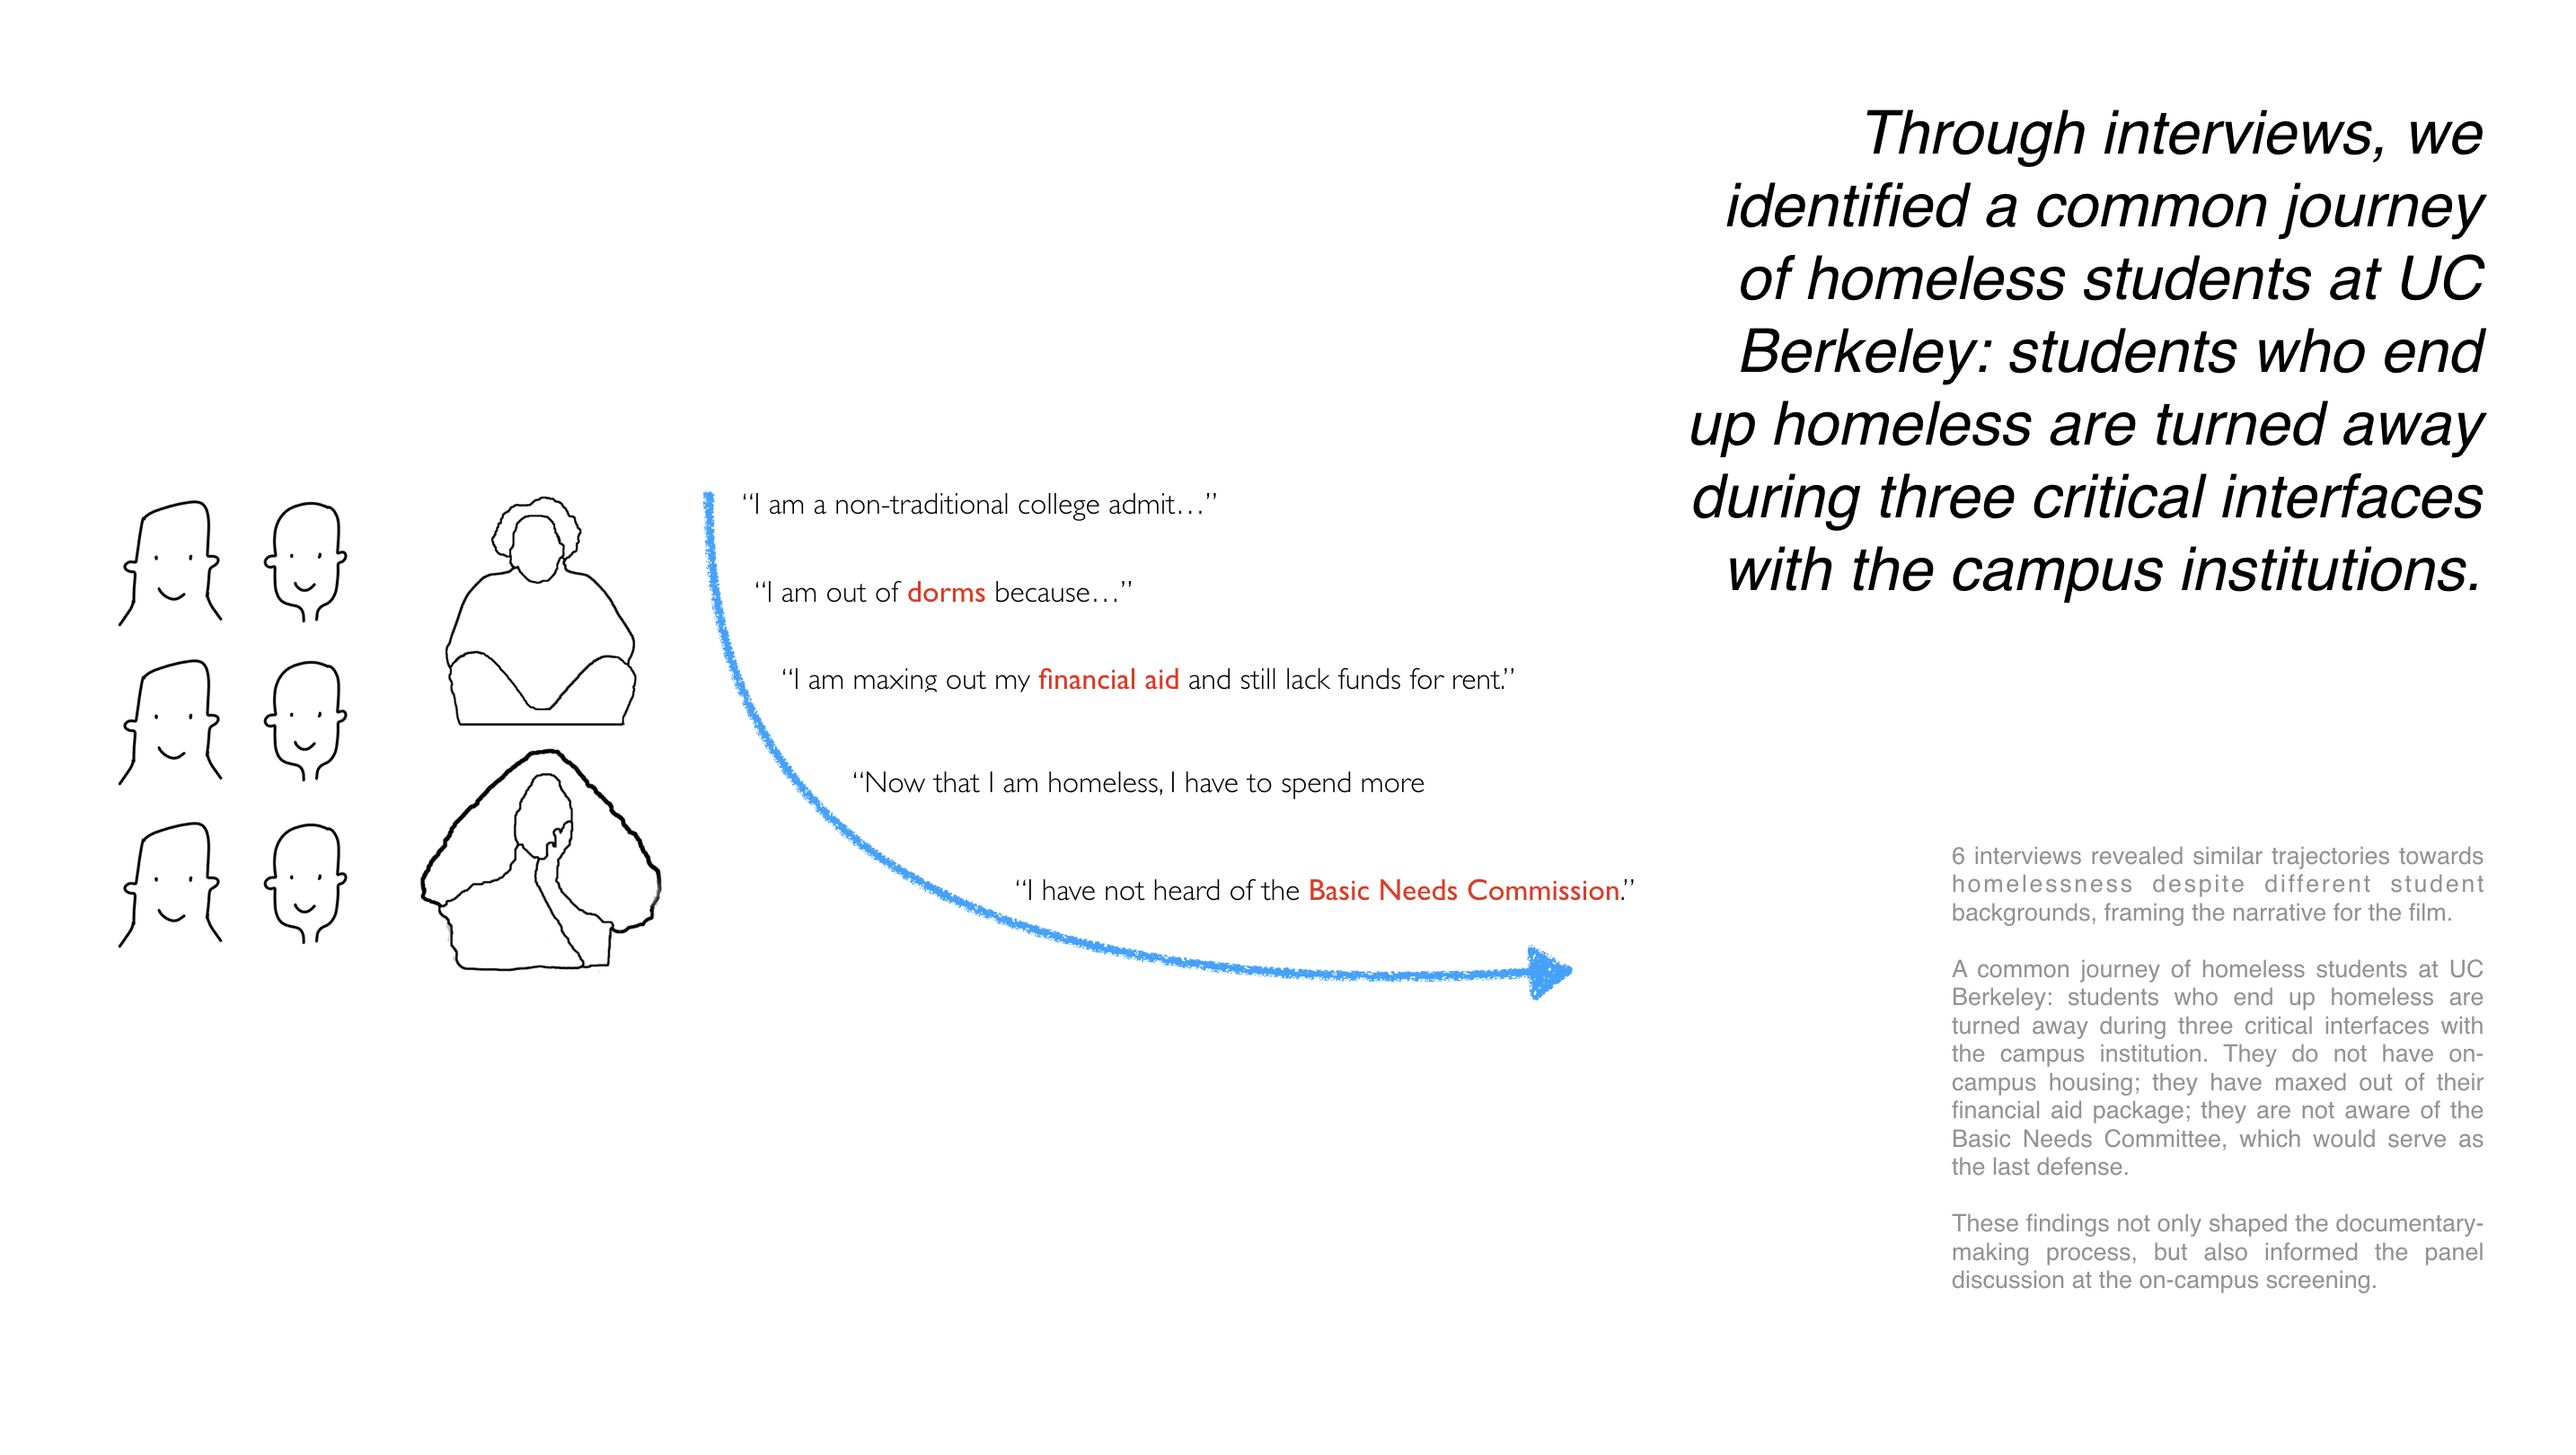 Through interviews, we
identified a common journey
of homeless students at UC
Berkeley: students who end
up homeless are turned away
during three critical interfaces
with the campus institutions.
“I am a non-traditional college admit…”
“I am out of dorms because…”
“I am maxing out my financial aid and still lack funds for rent.”
“Now that I am homeless, I have to spend more
“I have not heard of the Basic Needs Commission.”
6 interviews revealed similar trajectories towards
homelessness despite different student
backgrounds, framing the narrative for the film.
A common journey of homeless students at UC
Berkeley: students who end up homeless are
turned away during three critical interfaces with
the campus institution. They do not have on-
campus housing; they have maxed out of their
financial aid package; they are not aware of the
Basic Needs Committee, which would serve as
the last defense.
These findings not only shaped the documentary-
making process, but also informed the panel
discussion at the on-campus screening.